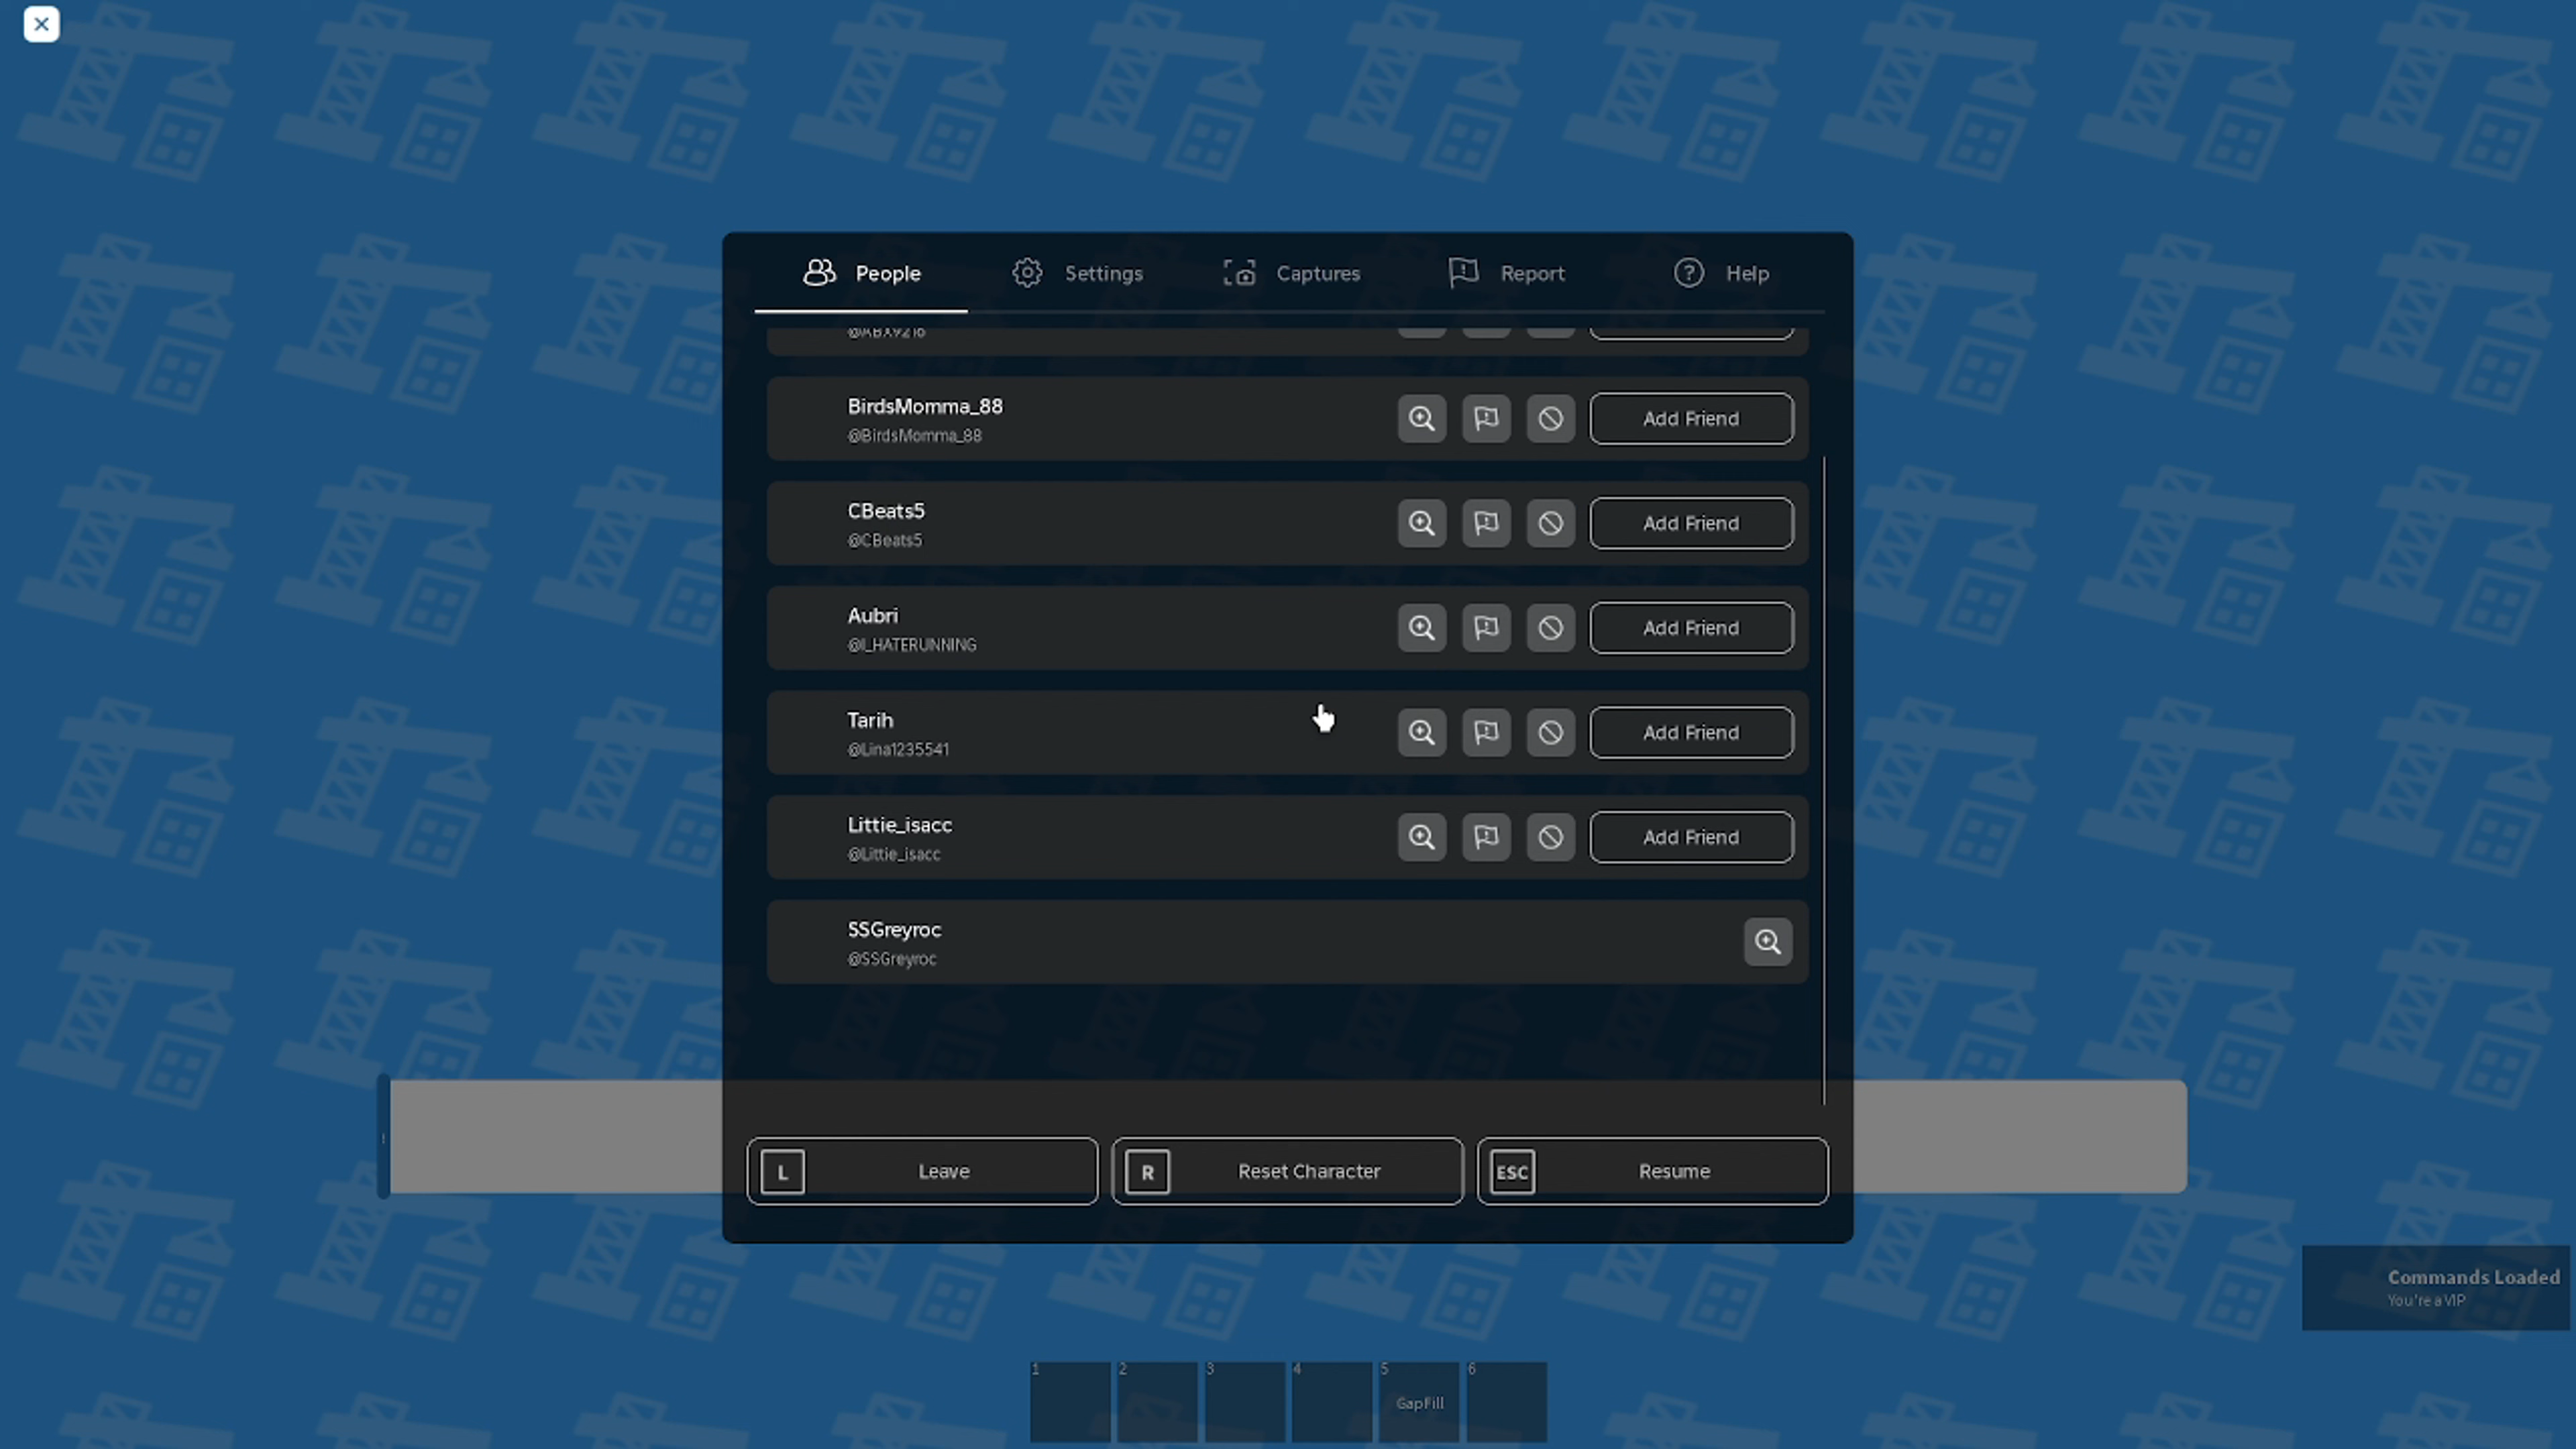 People
Settings
Captures
Report
Help
@ABX9216
BirdsMomma_88
@BirdsMomma_88
Add Friend
CBeats5
@CBeats5
Add Friend
Aubri
@I_HATERUNNING
Add Friend
Tarih
@Lina1235541
Add Friend
Littie_isacc
@Littie_isacc
Add Friend
SSGreyroc
@SSGreyroc
L Leave
R Reset Character
ESC Resume
Commands Loaded
You're a VIP
1 2 3 4 5 6
GapFill